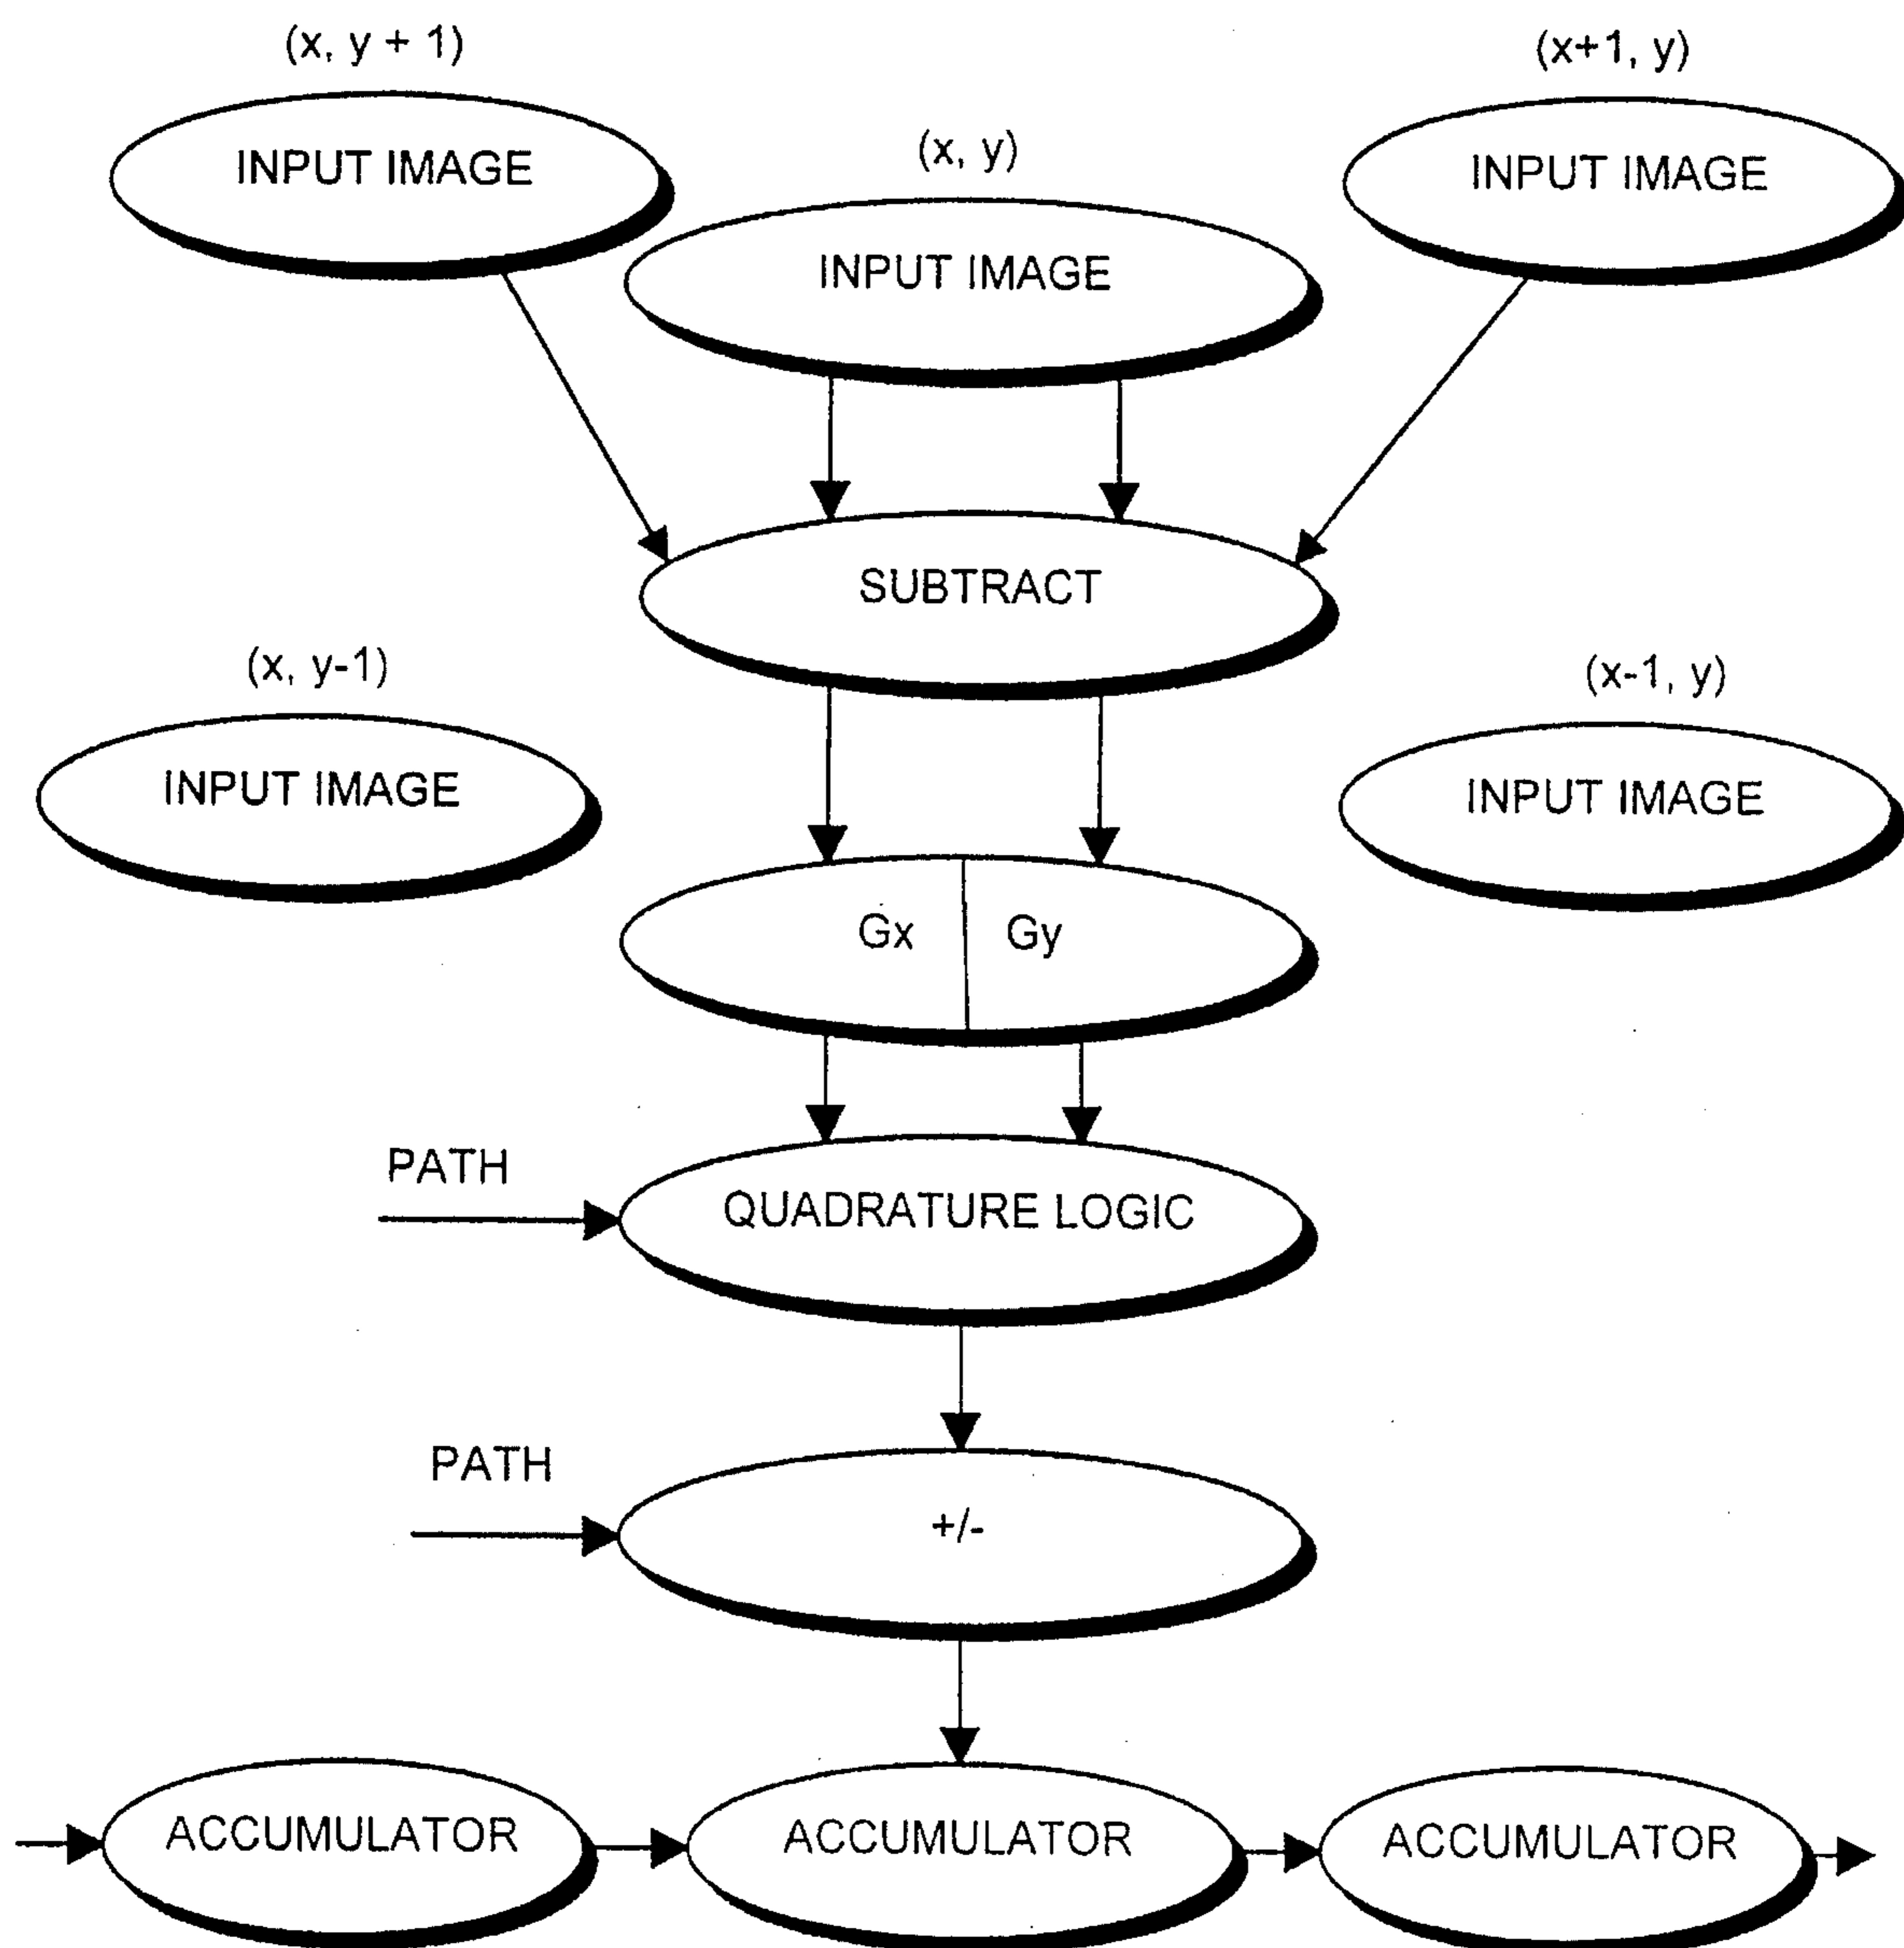 (x, y + 1)
(x+1, y)
(x, y)
INPUT IMAGE
INPUT IMAGE
INPUT IMAGE
SUBTRACT
(x, y-1)
(x-1, y)
INPUT IMAGE
INPUT IMAGE
Gx
Gy
PATH
QUADRATURE LOGIC
PATH
+/-
ACCUMULATOR
ACCUMULATOR
ACCUMULATOR